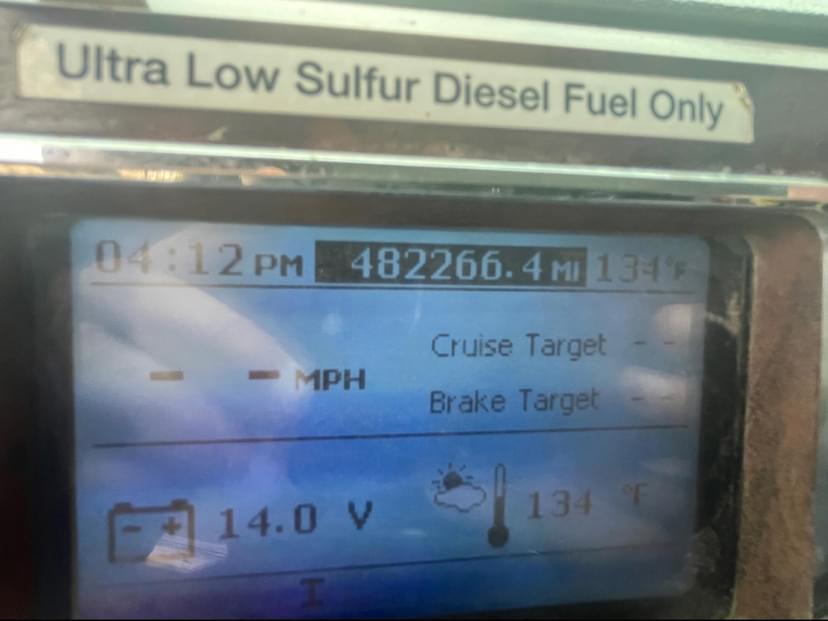 Ultra Low Sulfur Diesel Fuel Only
04:12 PM 482266.4 MI 134°F
Cruise Target - -
- - MPH
Brake Target - -
- + 14.0 V 134 °F
I